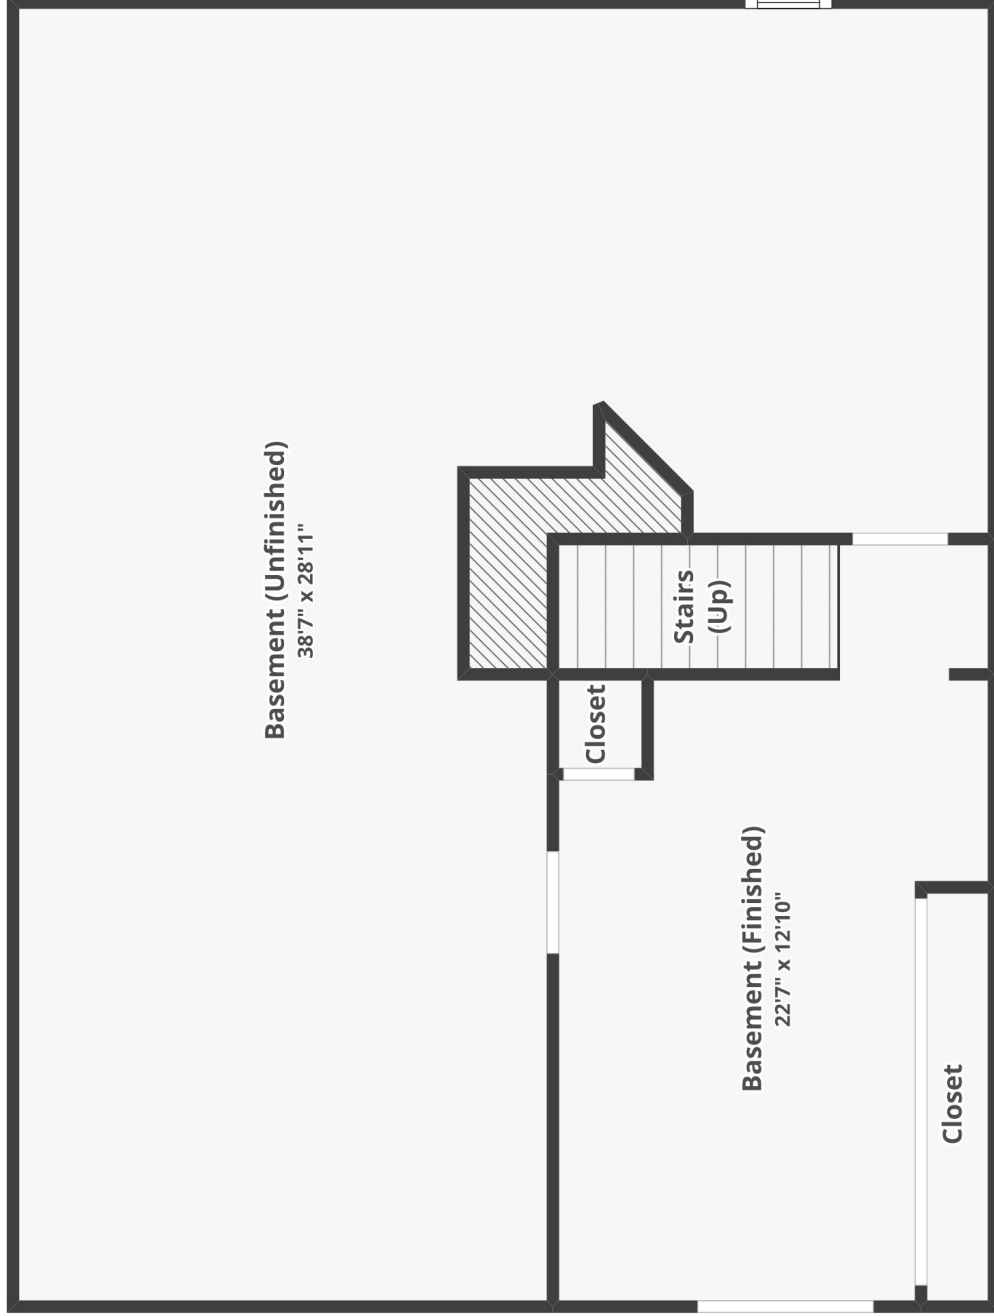 Basement (Unfinished)
38'7" x 28'11"
Stairs
(Up)
Closet
Basement (Finished)
22'7" x 12'10"
Closet